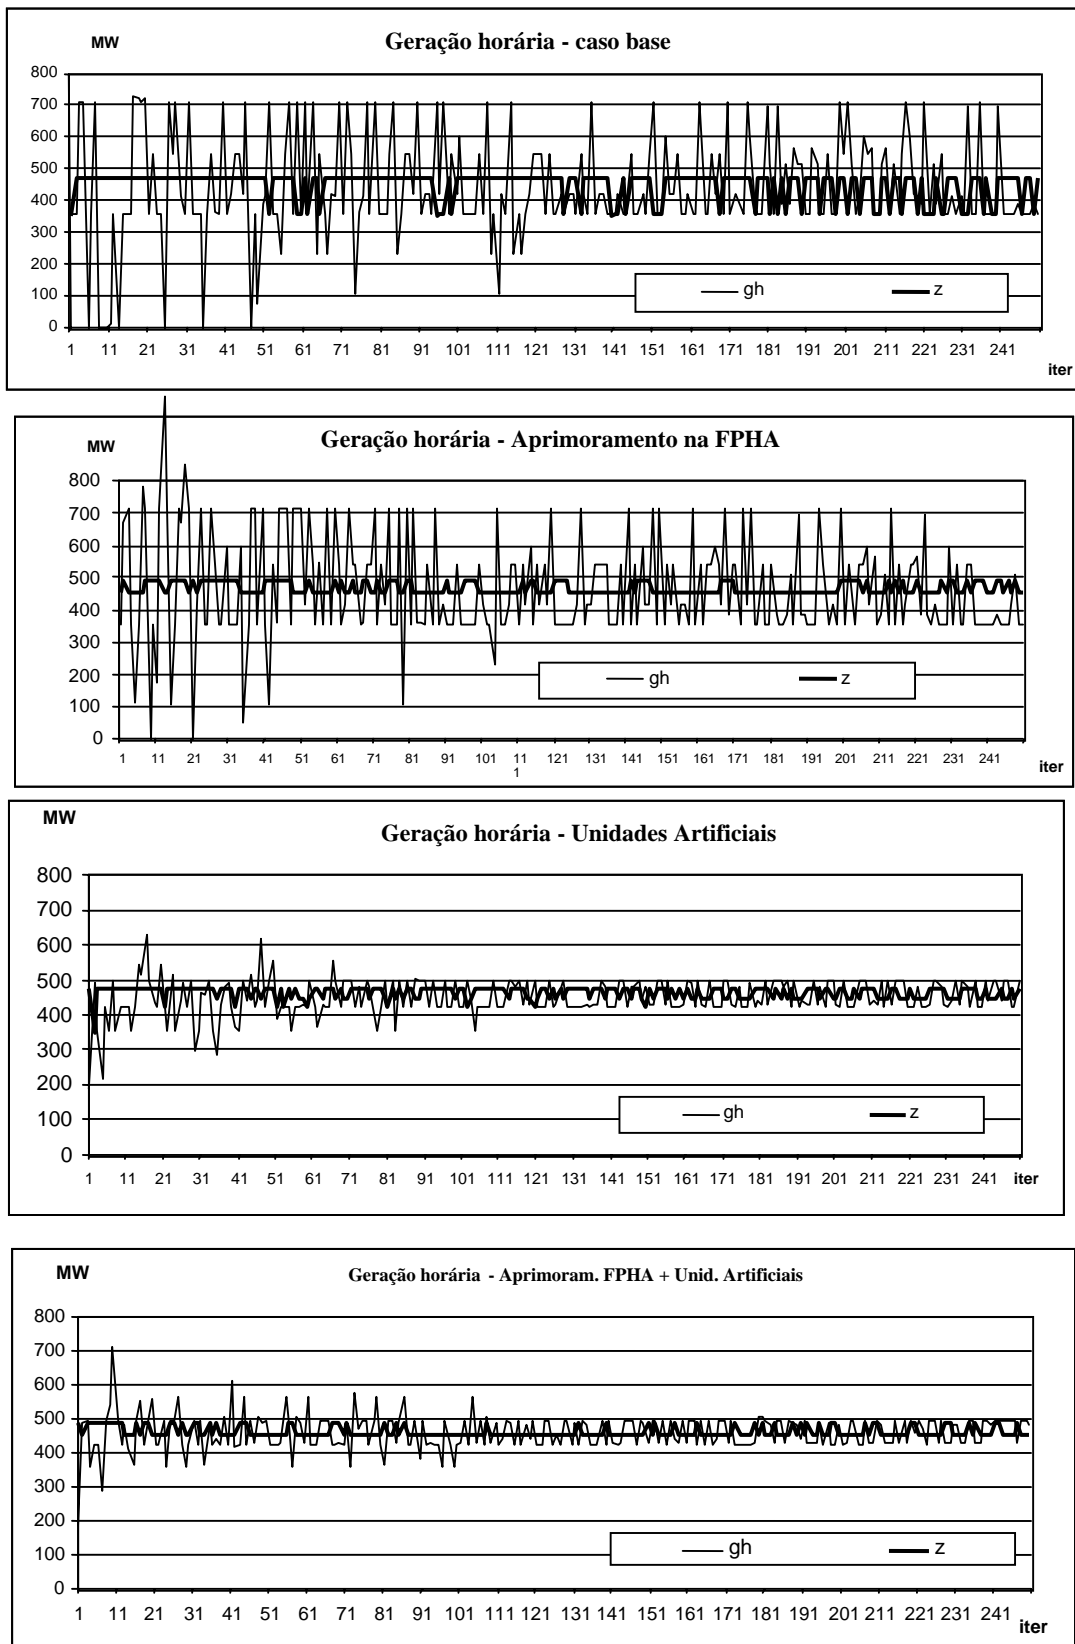 MW
Geração horária - caso base
800
700
600
500
400
300
200
100
0
gh z
1 11 21 31 41 51 61 71 81 91 101 111 121 131 141 151 161 171 181 191 201 211 221 231 241
iter
MW
Geração horária - Aprimoramento na FPHA
800
700
600
500
400
300
200
100
0
gh z
1 11 21 31 41 51 61 71 81 91 101 11 121 131 141 151 161 171 181 191 201 211 221 231 241
1
iter
MW
Geração horária - Unidades Artificiais
800
700
600
500
400
300
200
100
0
gh z
1 11 21 31 41 51 61 71 81 91 101 111 121 131 141 151 161 171 181 191 201 211 221 231 241 iter
MW
Geração horária - Aprimoram. FPHA + Unid. Artificiais
800
700
600
500
400
300
200
100
0
gh z
1 11 21 31 41 51 61 71 81 91 101 111 121 131 141 151 161 171 181 191 201 211 221 231 241
iter